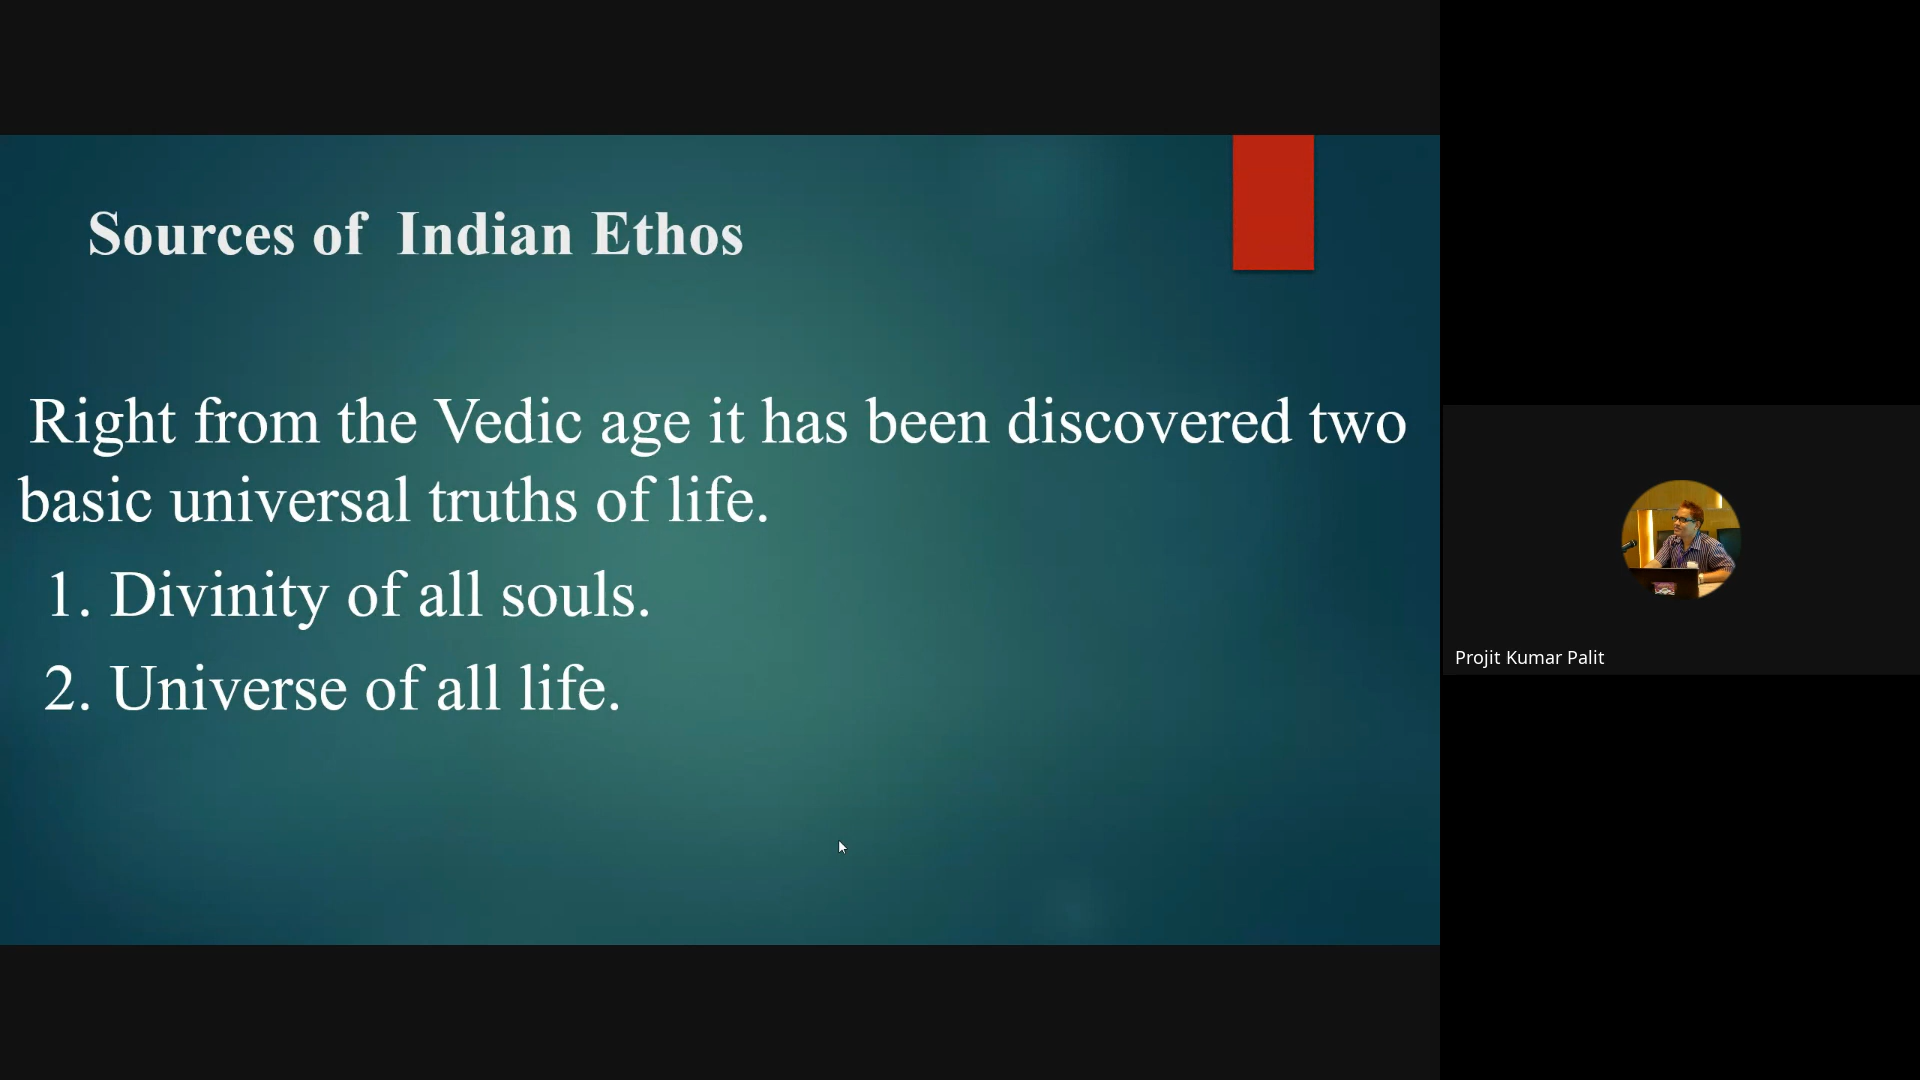 Sources of Indian Ethos
Right from the Vedic age it has been discovered two
basic universal truths of life.
1. Divinity of all souls.
2. Universe of all life.
Projit Kumar Palit